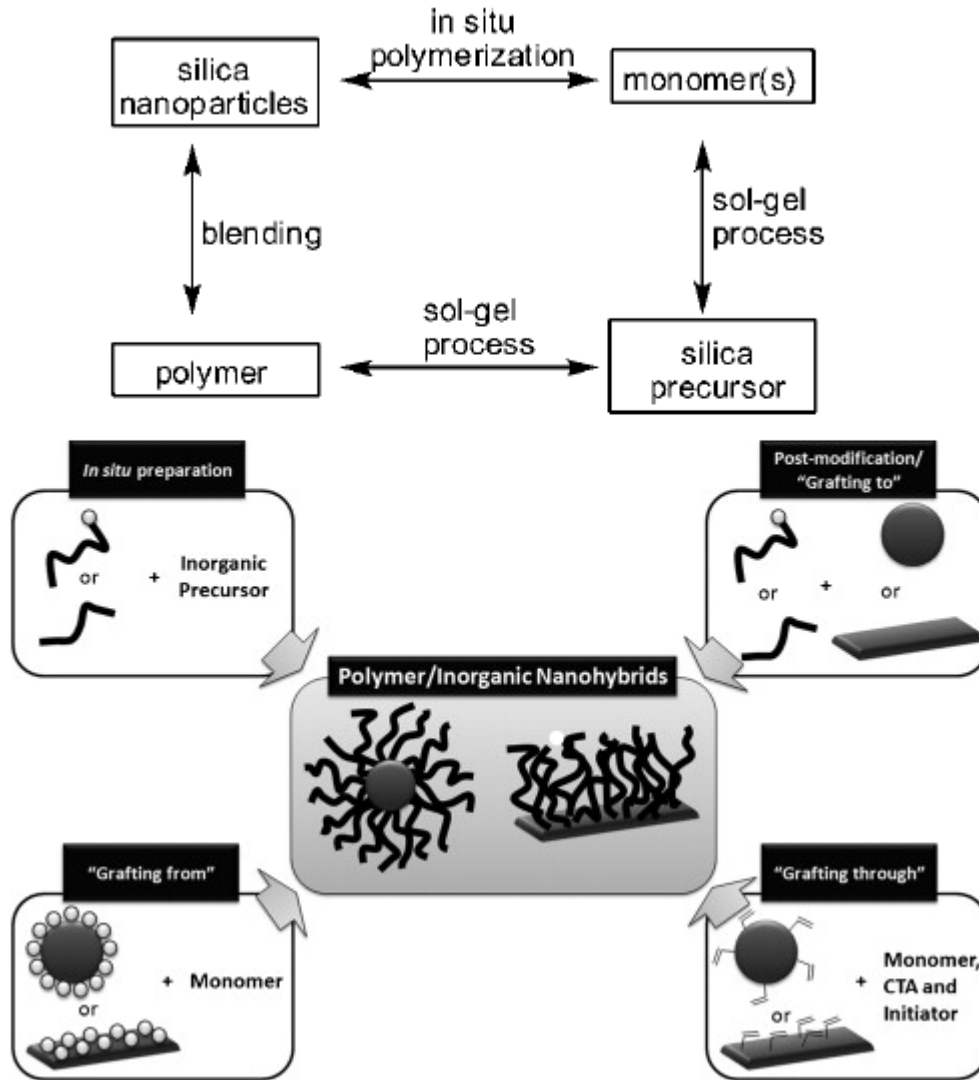 in situ
polymerization
silica
nanoparticles
monomer(s)
blending
sol-gel
process
sol-gel
process
polymer
silica
precursor
In situ preparation
or
+ Inorganic
Precursor
Post-modification/
“Grafting to”
or
+
or
Polymer/Inorganic Nanohybrids
“Grafting from”
+ Monomer
or
“Grafting through”
or
+
Monomer,
CTA and
Initiator